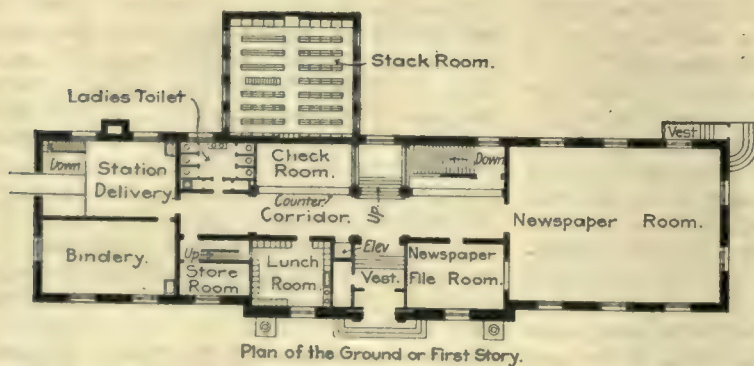 Stack Room.
Ladies Toilet
Vest.
Down
Station
Delivery.
Check
Room.
Down
Counter
Corridor.
Up
Newspaper Room.
Bindery.
Up
Store
Room
Lunch
Room.
Elev
Vest.
Newspaper
File Room.
Plan of the Ground or First Story.